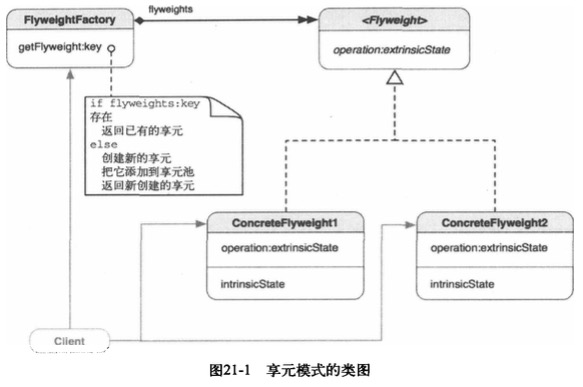 FlyweightFactory
flyweights
<Flyweight>
getFlyweight:key
operation:extrinsicState
if flyweights:key
存在
返回已有的享元
else
创建新的享元
把它添加到享元池
返回新创建的享元
ConcreteFlyweight1
operation:extrinsicState
intrinsicState
ConcreteFlyweight2
operation:extrinsicState
intrinsicState
Client
图21-1 享元模式的类图